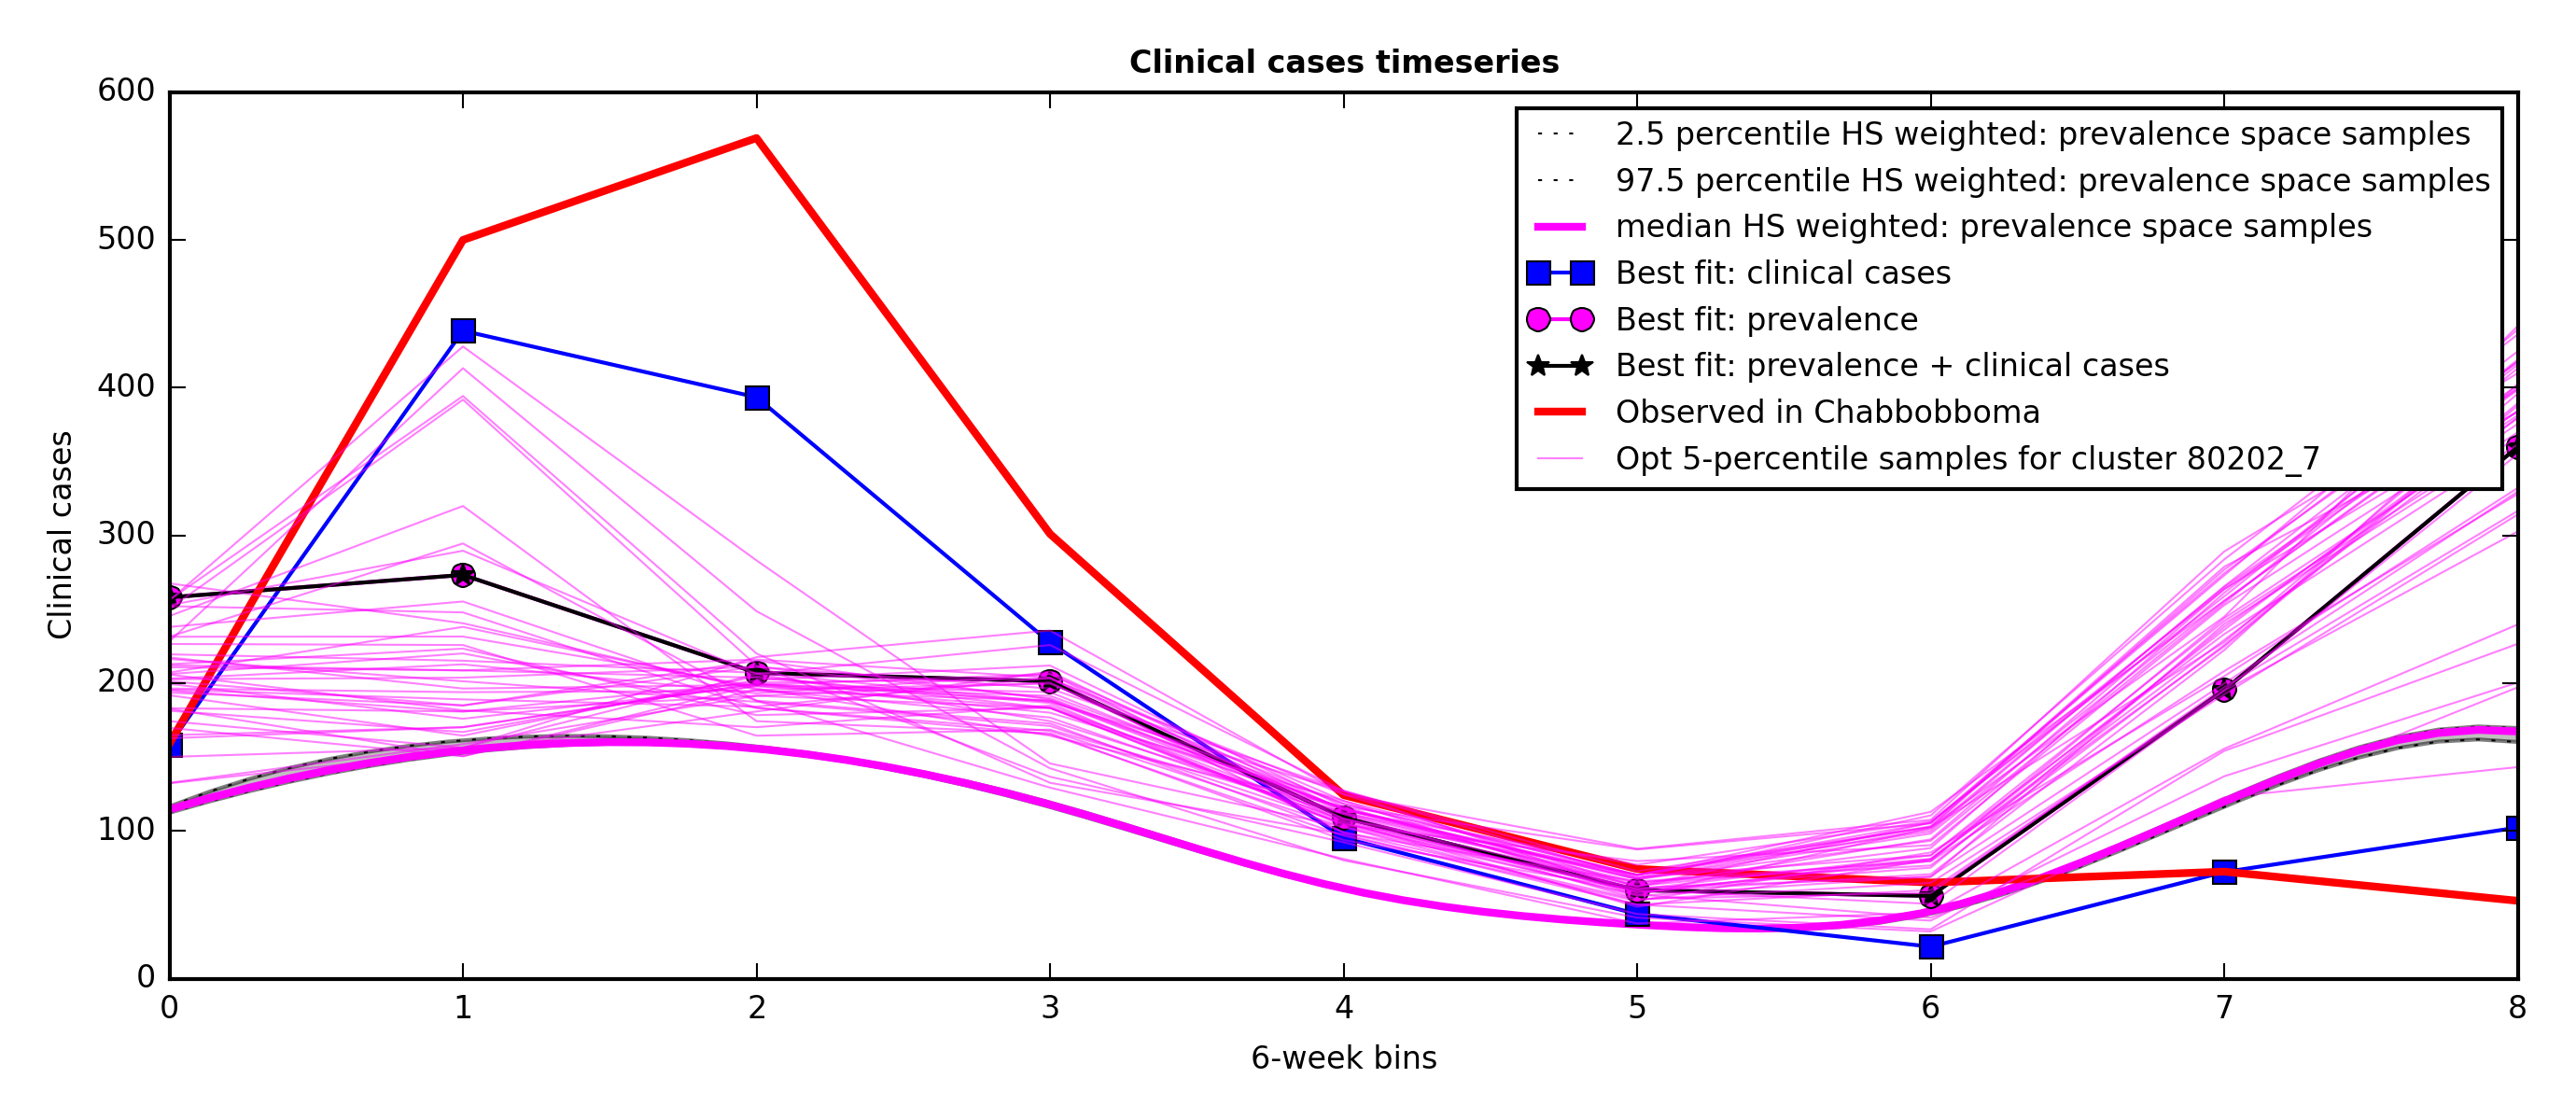 Clinical cases timeseries
600
500
400
300
200
100
0
Clinical cases
2.5 percentile HS weighted: prevalence space samples
97.5 percentile HS weighted: prevalence space samples
median HS weighted: prevalence space samples
Best fit: clinical cases
Best fit: prevalence
Best fit: prevalence + clinical cases
Observed in Chabbobboma
Opt 5-percentile samples for cluster 80202_7
0 1 2 3 4 5 6 7 8
6-week bins